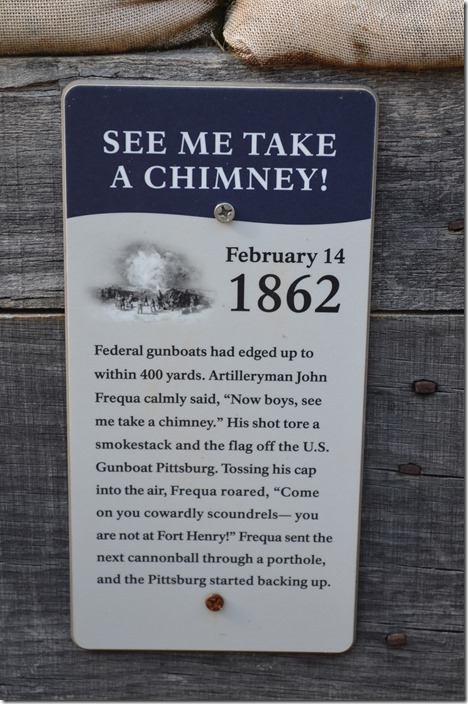 SEE ME TAKE
A CHIMNEY!
February 14
1862
Federal gunboats had edged up to
within 400 yards. Artilleryman John
Frequa calmly said, “Now boys, see
me take a chimney.” His shot tore a
smokestack and the flag off the U.S.
Gunboat Pittsburg. Tossing his cap
into the air, Frequa roared, “Come
on you cowardly scoundrels— you
are not at Fort Henry!” Frequa sent the
next cannonball through a porthole,
and the Pittsburg started backing up.